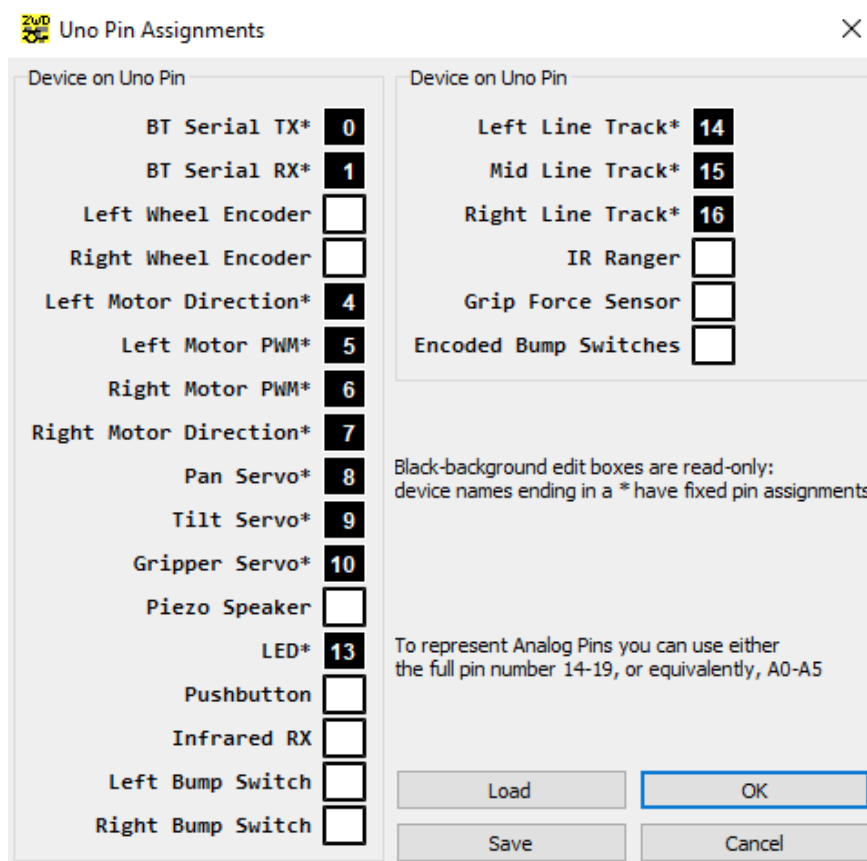 2WD
Uno Pin Assignments
Device on Uno Pin
BT Serial TX* 0
BT Serial RX* 1
Left Wheel Encoder
Right Wheel Encoder
Left Motor Direction* 4
Left Motor PWM* 5
Right Motor PWM* 6
Right Motor Direction* 7
Pan Servo* 8
Tilt Servo* 9
Gripper Servo* 10
Piezo Speaker
LED* 13
Pushbutton
Infrared RX
Left Bump Switch
Right Bump Switch
Device on Uno Pin
Left Line Track* 14
Mid Line Track* 15
Right Line Track* 16
IR Ranger
Grip Force Sensor
Encoded Bump Switches
Black-background edit boxes are read-only:
device names ending in a * have fixed pin assignments
To represent Analog Pins you can use either
the full pin number 14-19, or equivalently, A0-A5
Load
OK
Save
Cancel